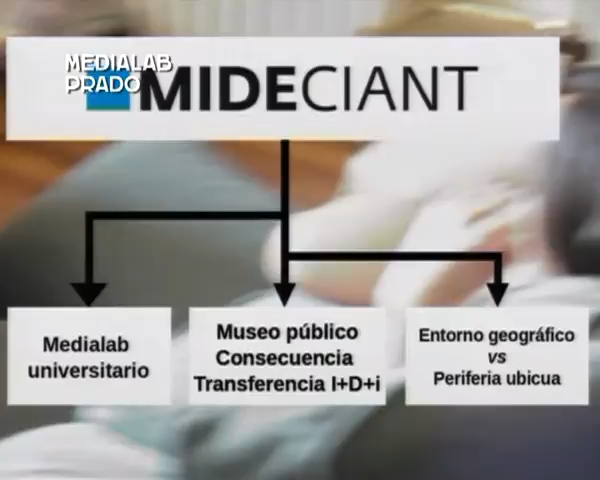 MEDIALAB
PRADO
MIDECIANT
Medialab
universitario
Museo público
Consecuencia
Transferencia I+D+i
Entorno geográfico
vs
Periferia ubicua